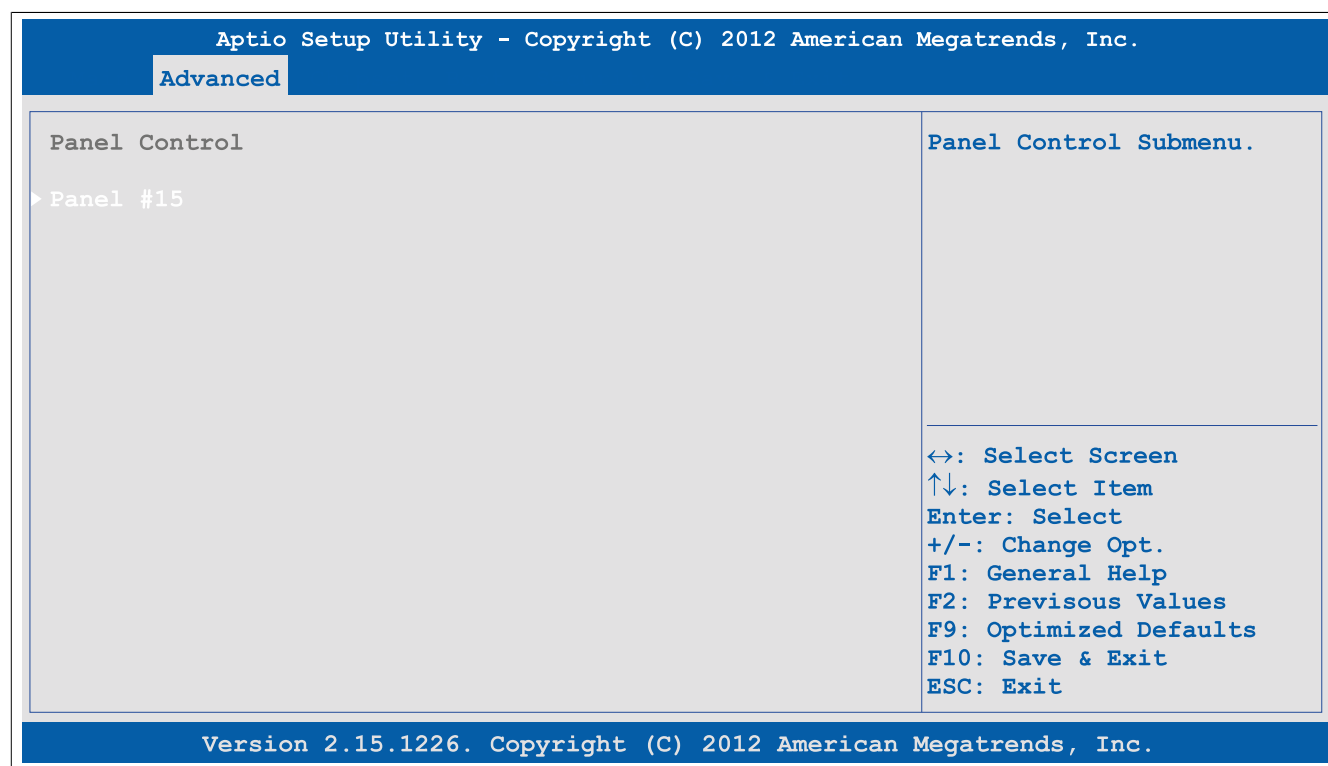 Aptio Setup Utility - Copyright (C) 2012 American Megatrends, Inc.
Advanced
Panel Control
Panel #15
Panel Control Submenu.
↔: Select Screen
↑↓: Select Item
Enter: Select
+/-: Change Opt.
F1: General Help
F2: Previsous Values
F9: Optimized Defaults
F10: Save & Exit
ESC: Exit
Version 2.15.1226. Copyright (C) 2012 American Megatrends, Inc.